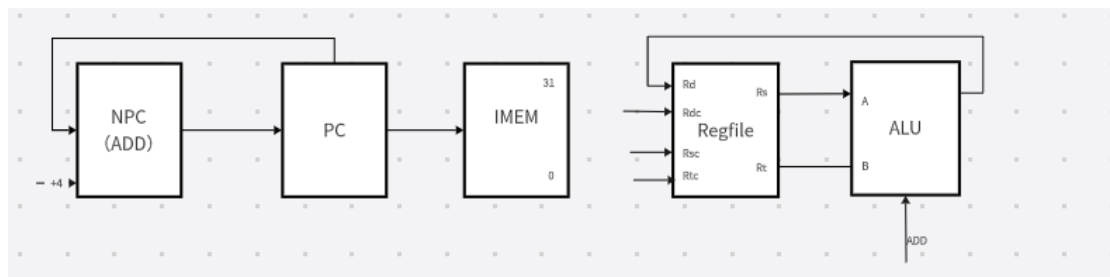 NPC
(ADD)
+4
PC
31
IMEM
0
Rd
Rdc
Rs
Regfile
Rsc
Rtc
Rt
A
ALU
B
ADD